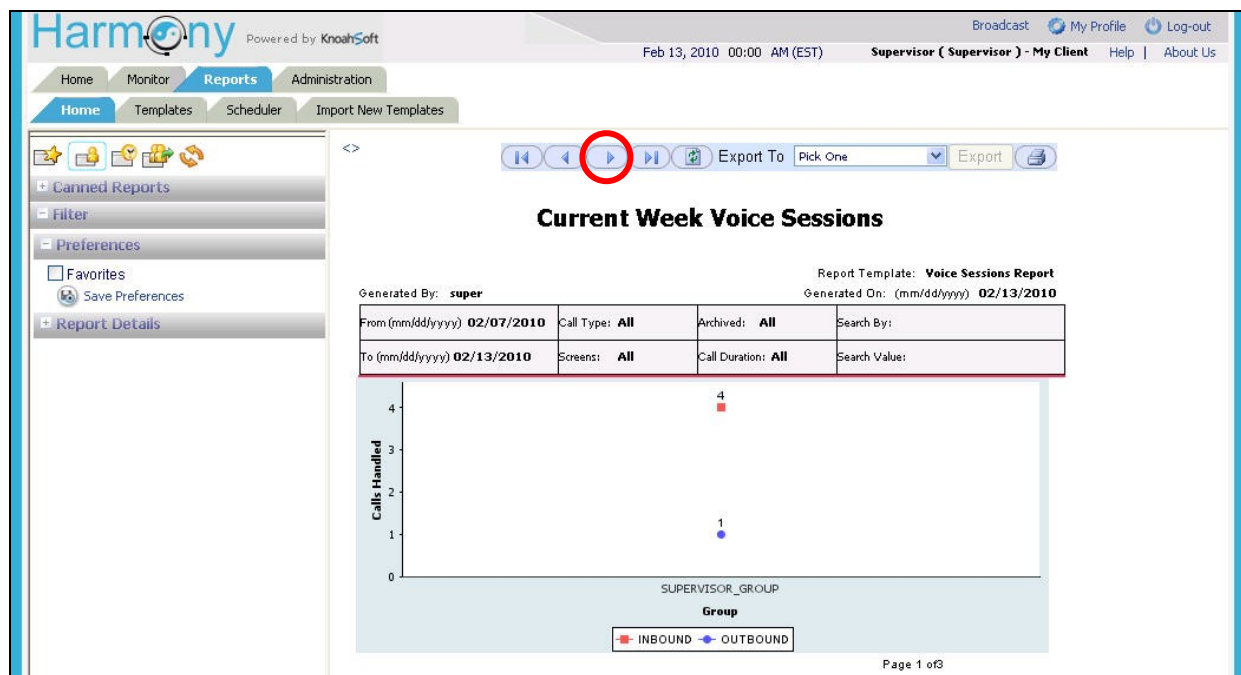 Harmony Powered by KnoahSoft
Broadcast My Profile Log-out
Feb 13, 2010 00:00 AM (EST) Supervisor ( Supervisor ) - My Client Help | About Us
Home Monitor Reports Administration
Home Templates Scheduler Import New Templates
<> Export To Pick One Export
+ Canned Reports
- Filter
- Preferences
Favorites
Save Preferences
+ Report Details
Current Week Voice Sessions
Report Template: Voice Sessions Report
Generated By: super Generated On: (mm/dd/yyyy) 02/13/2010
From (mm/dd/yyyy) 02/07/2010 Call Type: All Archived: All Search By:
To (mm/dd/yyyy) 02/13/2010 Screens: All Call Duration: All Search Value:
Calls Handled
4
3
2
1
0
4
1
SUPERVISOR_GROUP
Group
INBOUND OUTBOUND
Page 1 of3